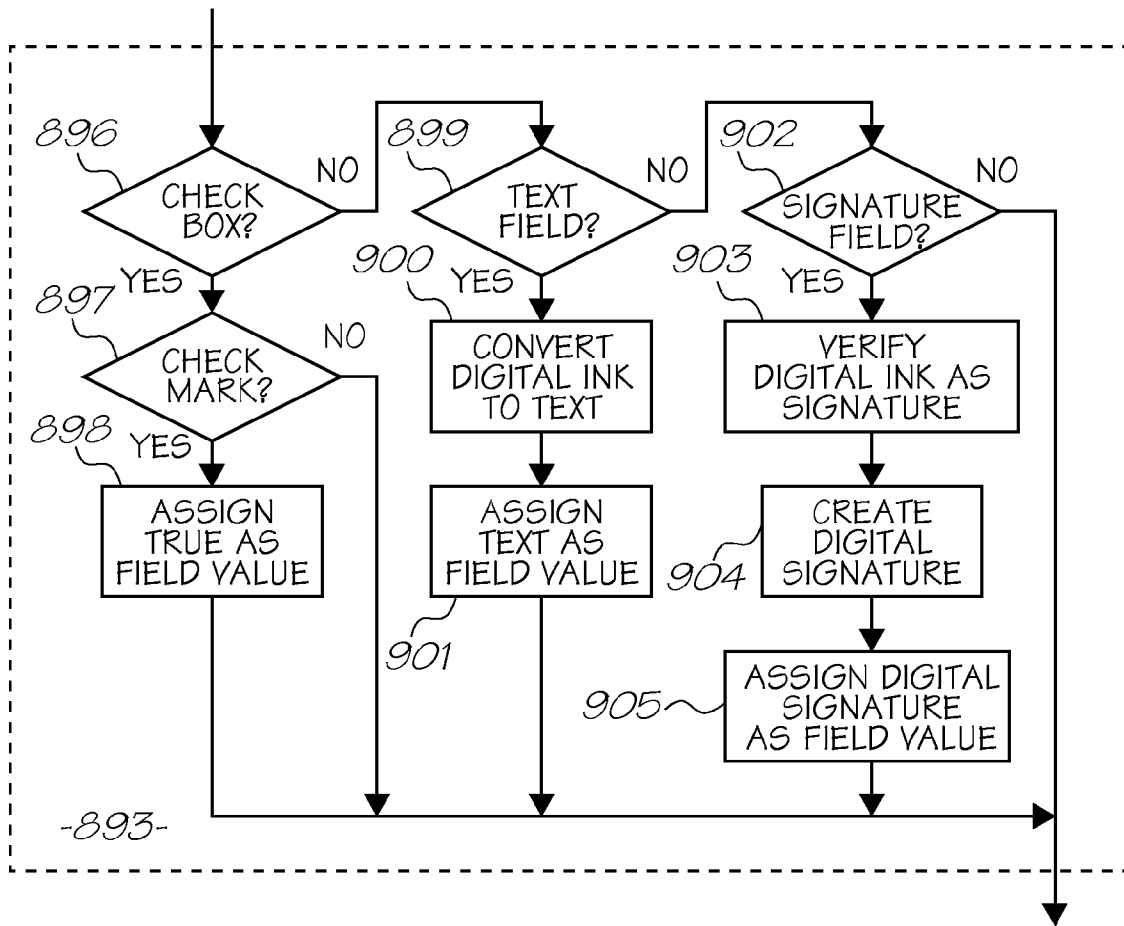 896
CHECK
BOX?
NO
YES
897
CHECK
MARK?
NO
YES
898
ASSIGN
TRUE AS
FIELD VALUE
899
TEXT
FIELD?
NO
YES
900
CONVERT
DIGITAL INK
TO TEXT
ASSIGN
TEXT AS
FIELD VALUE
901
902
SIGNATURE
FIELD?
NO
YES
903
VERIFY
DIGITAL INK AS
SIGNATURE
CREATE
DIGITAL
SIGNATURE
904
ASSIGN DIGITAL
SIGNATURE
AS FIELD VALUE
905
-893-